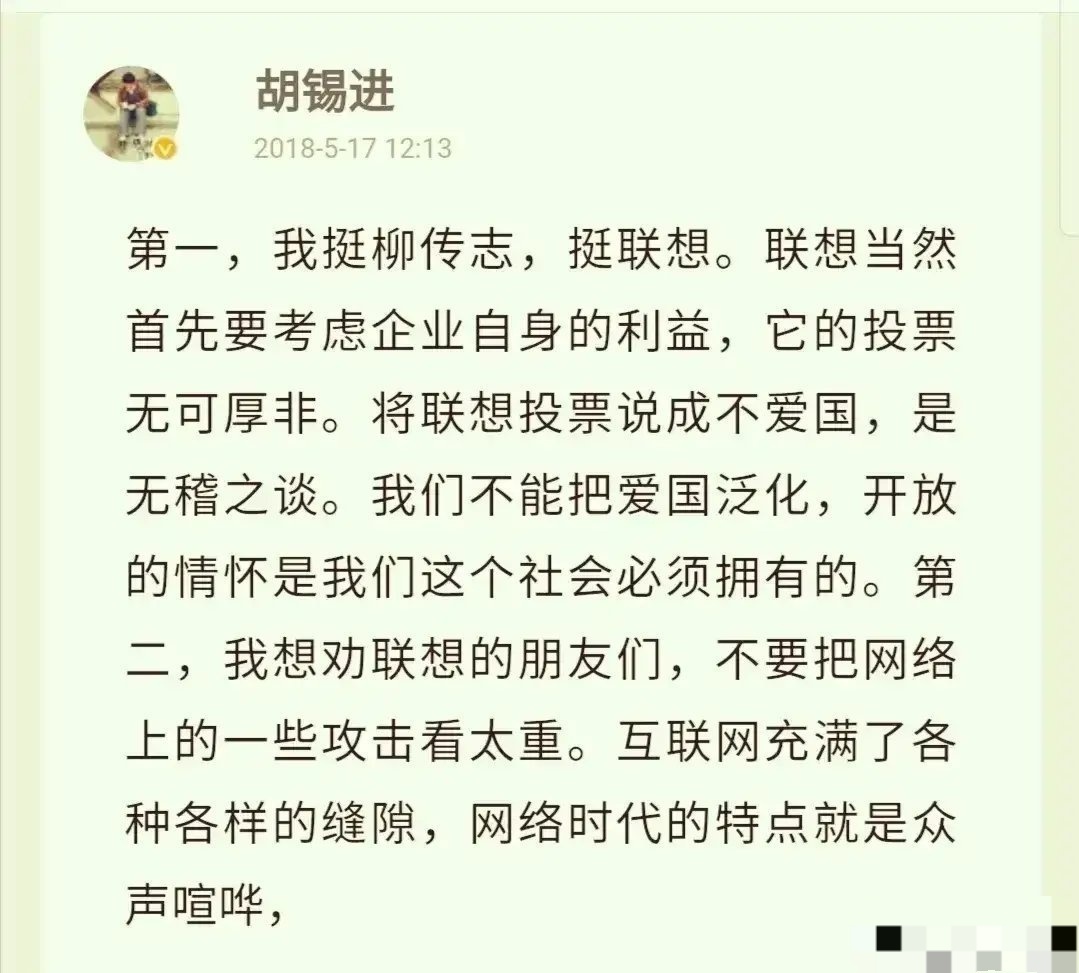 胡锡进
2018-5-17 12:13
第一，我挺柳传志，挺联想。联想当然
首先要考虑企业自身的利益，它的投票
无可厚非。将联想投票说成不爱国，是
无稽之谈。我们不能把爱国泛化，开放
的情怀是我们这个社会必须拥有的。第
二，我想劝联想的朋友们，不要把网络
上的一些攻击看太重。互联网充满了各
种各样的缝隙，网络时代的特点就是众
声喧哗，